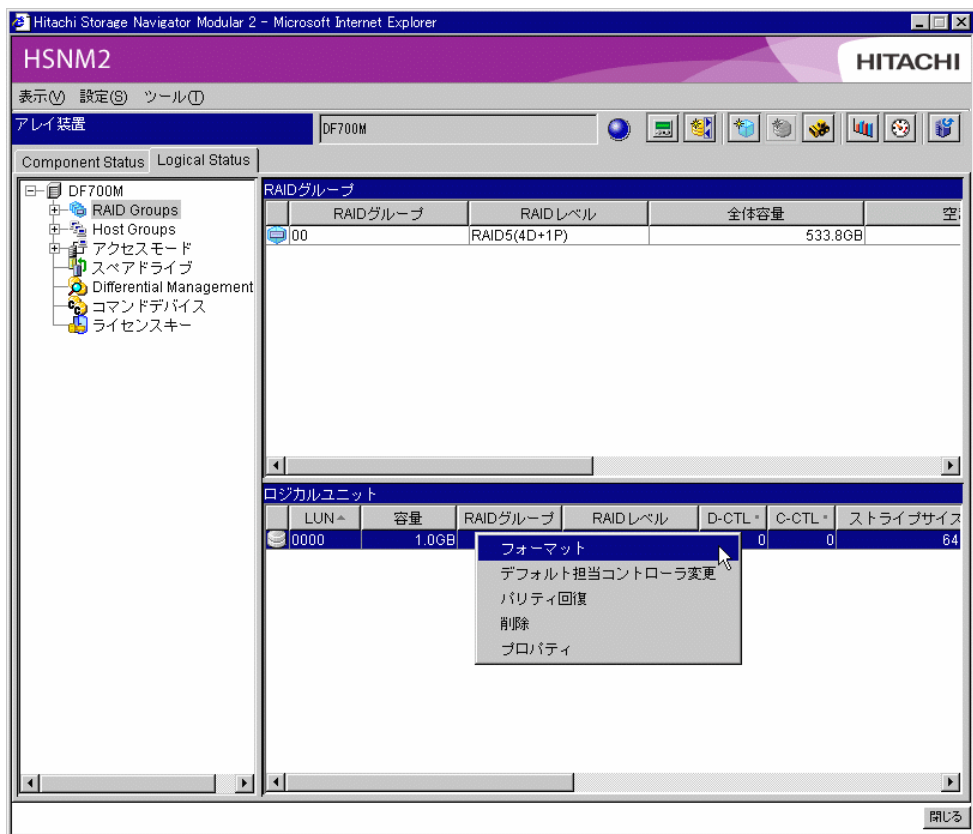 Hitachi Storage Navigator Modular 2 - Microsoft Internet Explorer
HSNM2 HITACHI
表示(V) 設定(S) ツール(T)
アレイ装置 DF700M
Component Status Logical Status
DF700M
RAID Groups
Host Groups
アクセスモード
スペアドライブ
Differential Management
コマンドデバイス
ライセンスキー
RAIDグループ
RAIDグループ RAIDレベル 全体容量 空
00 RAID5(4D+1P) 533.8GB
ロジカルユニット
LUN 容量 RAIDグループ RAIDレベル D-CTL C-CTL ストライプサイズ
0000 1.0GB 0 0 64
フォーマット
デフォルト担当コントローラ変更
パリティ回復
削除
プロパティ
閉じる